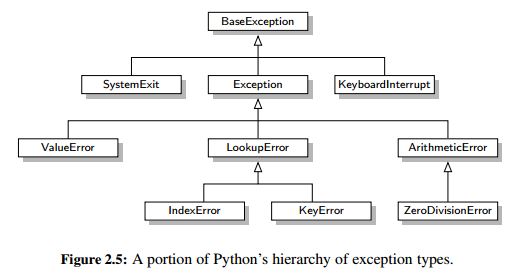 BaseException
SystemExit Exception KeyboardInterrupt
ValueError LookupError ArithmeticError
IndexError KeyError ZeroDivisionError
Figure 2.5: A portion of Python’s hierarchy of exception types.